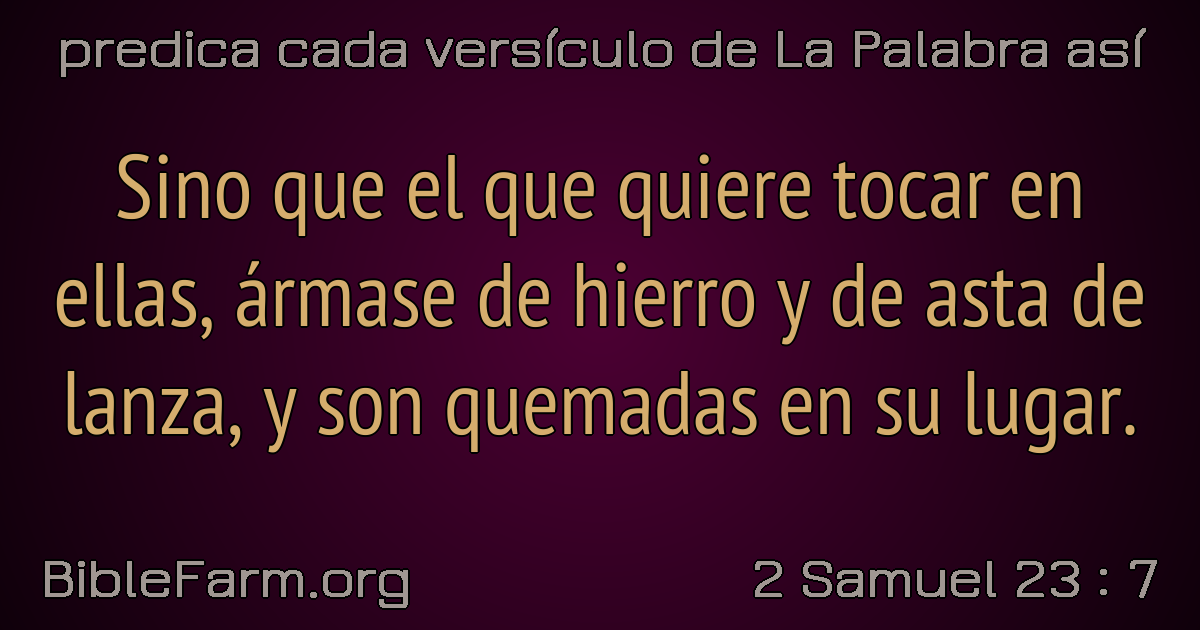 predica cada versículo de La Palabra así
Sino que el que quiere tocar en
ellas, ármase de hierro y de asta de
lanza, y son quemadas en su lugar.
BibleFarm.org
2 Samuel 23 : 7